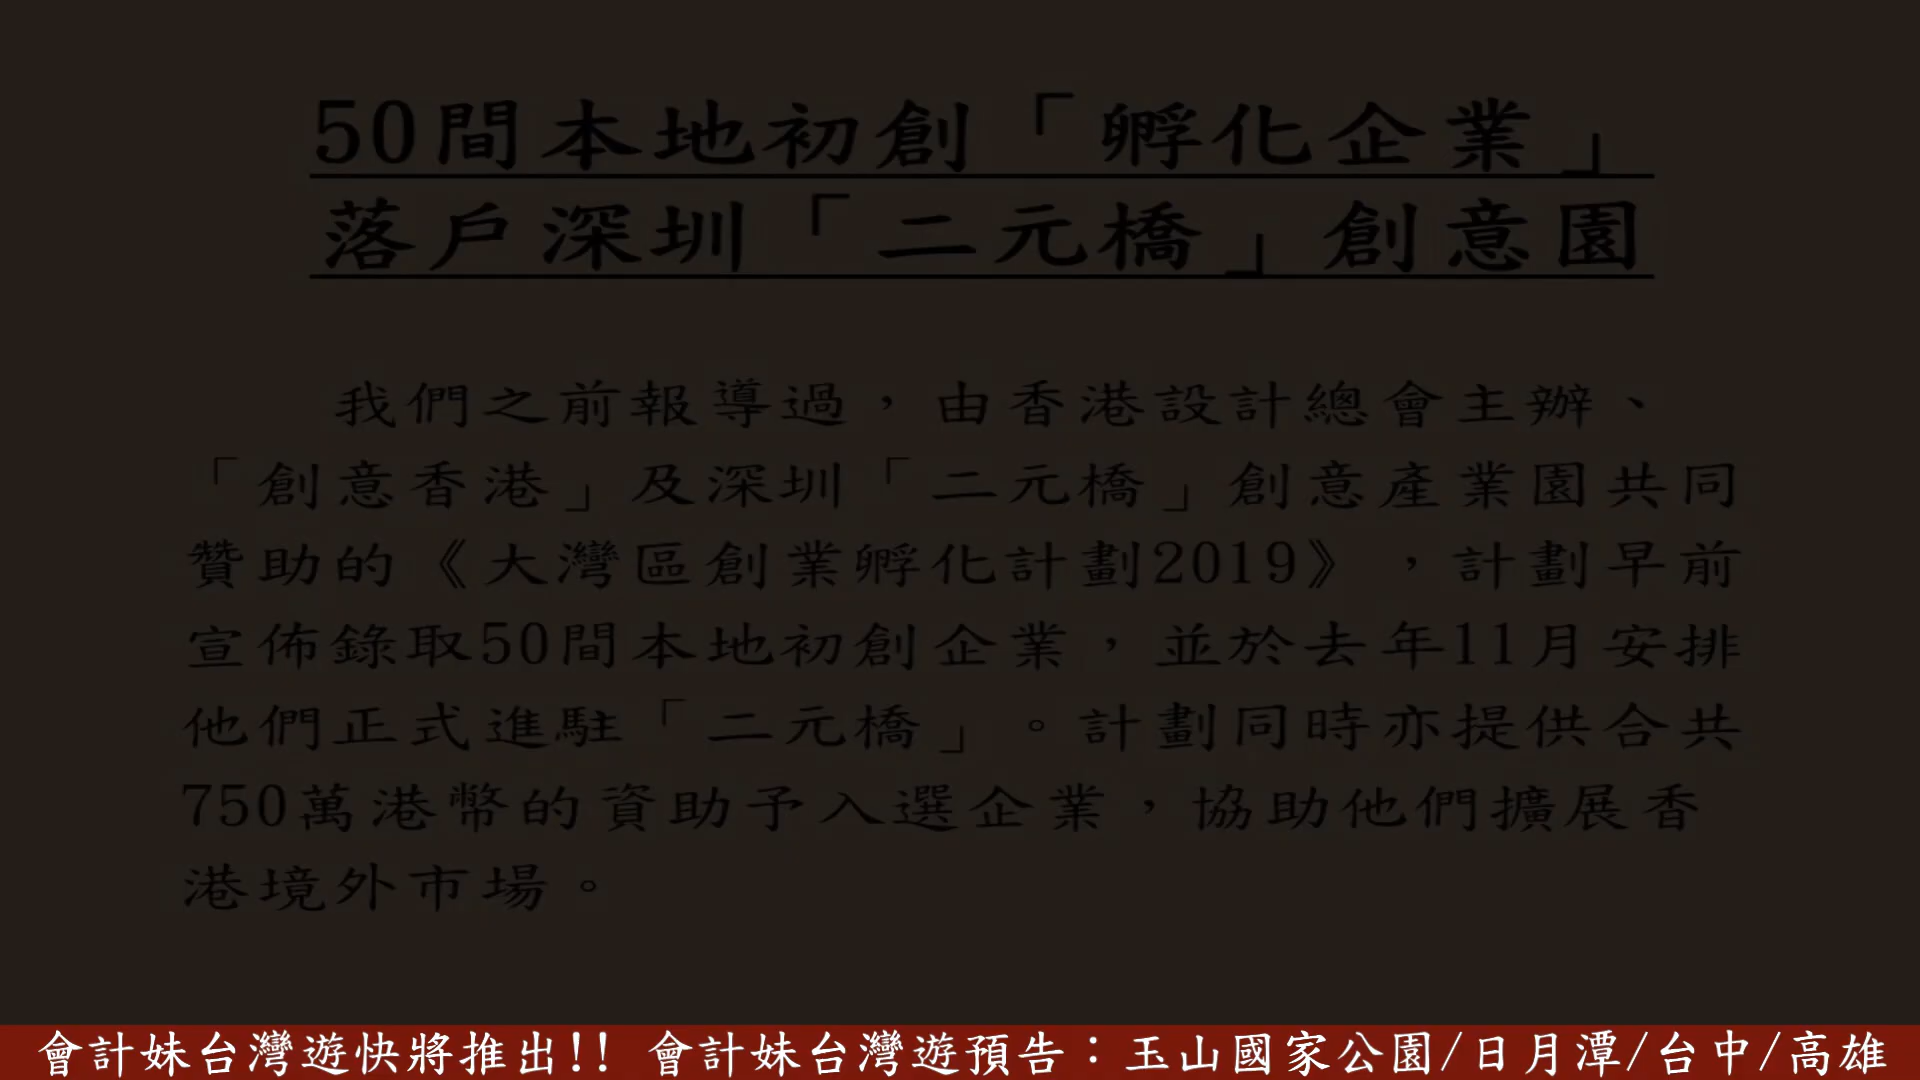 50間本地初創「孵化企業」
落戶深圳「二元橋」創意園
我們之前報導過，由香港設計總會主辦、
「創意香港」及深圳「二元橋」創意產業園共同
贊助的《大灣區創業孵化計劃2019》，計劃早前
宣佈錄取50間本地初創企業，並於去年11月安排
他們正式進駐「二元橋」。計劃同時亦提供合共
750萬港幣的資助予入選企業，協助他們擴展香
港境外市場。
會計妹台灣遊快將推出!! 會計妹台灣遊預告：玉山國家公園/日月潭/台中/高雄